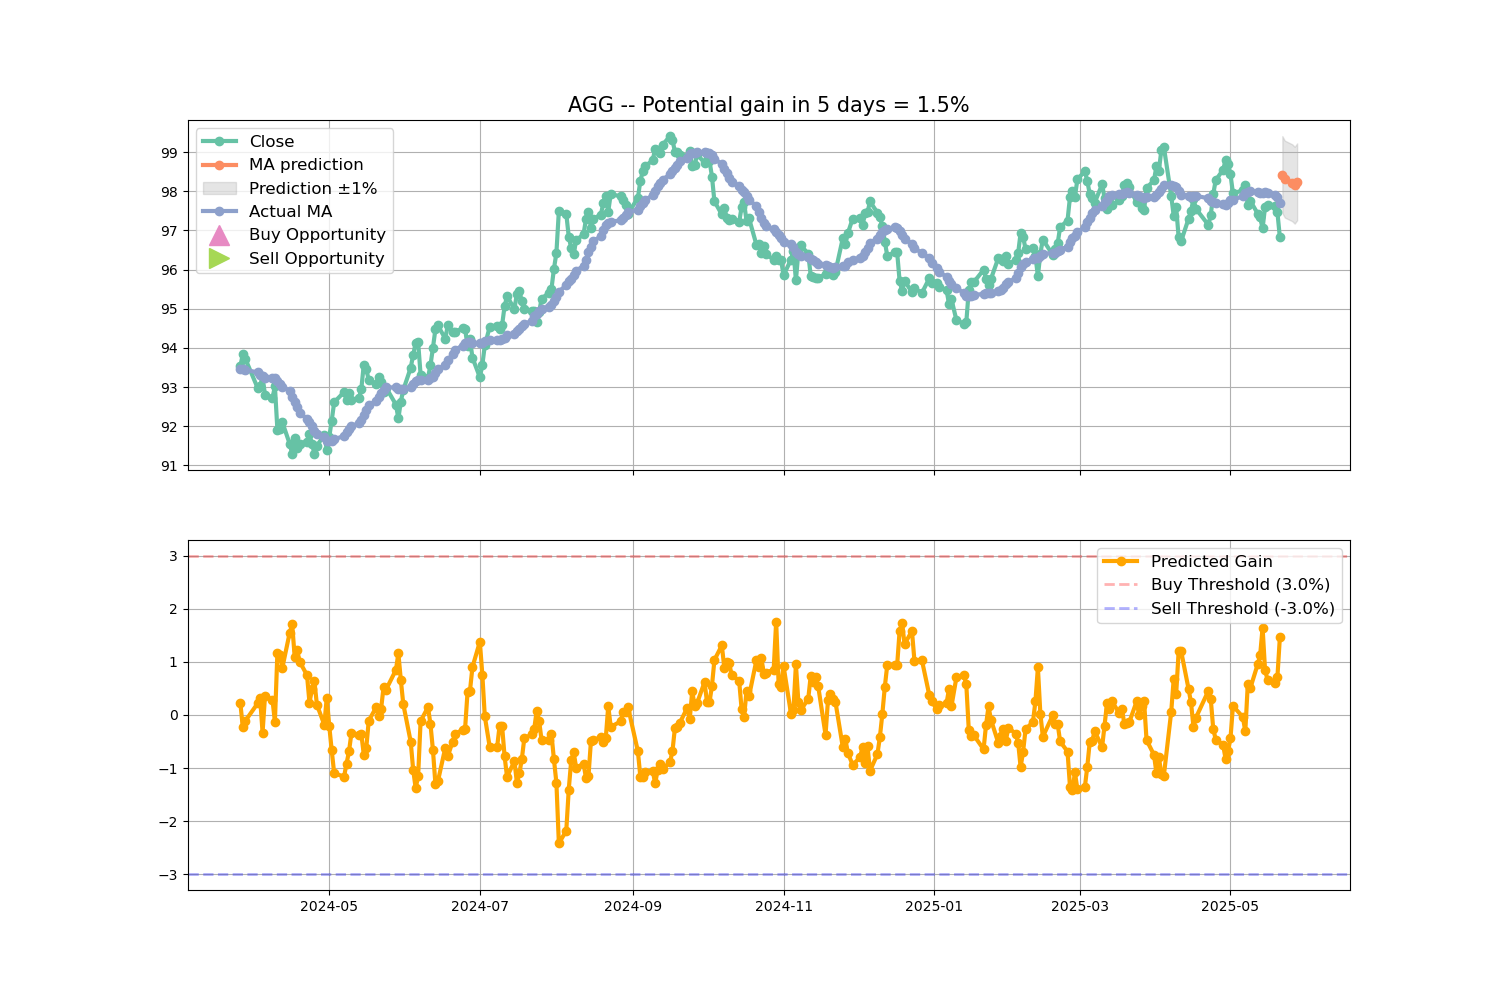 AGG -- Potential gain in 5 days = 1.5%
Close
MA prediction
Prediction ±1%
Actual MA
Buy Opportunity
Sell Opportunity
99
98
97
96
95
94
93
92
91
Predicted Gain
Buy Threshold (3.0%)
Sell Threshold (-3.0%)
3
2
1
0
−1
−2
−3
2024-05
2024-07
2024-09
2024-11
2025-01
2025-03
2025-05